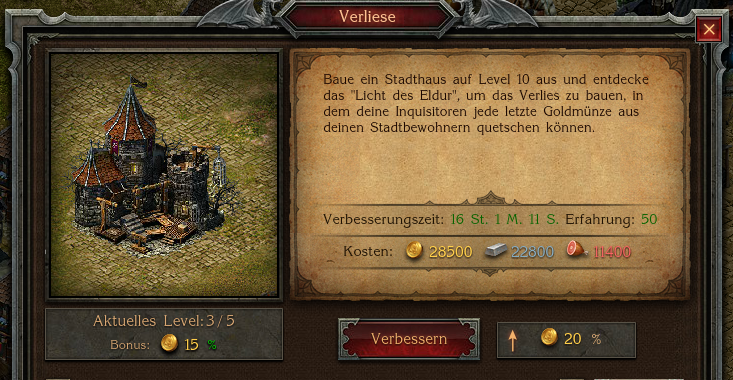 Verliese
Baue ein Stadthaus auf Level 10 aus und entdecke
das "Licht des Eldur", um das Verlies zu bauen, in
dem deine Inquisitoren jede letzte Goldmünze aus
deinen Stadtbewohnern quetschen können.
Verbesserungszeit: 16 St. 1 M. 11 S. Erfahrung: 50
Kosten: 28500 22800 11400
Aktuelles Level: 3 / 5
Bonus: 15 %
Verbessern
20 %